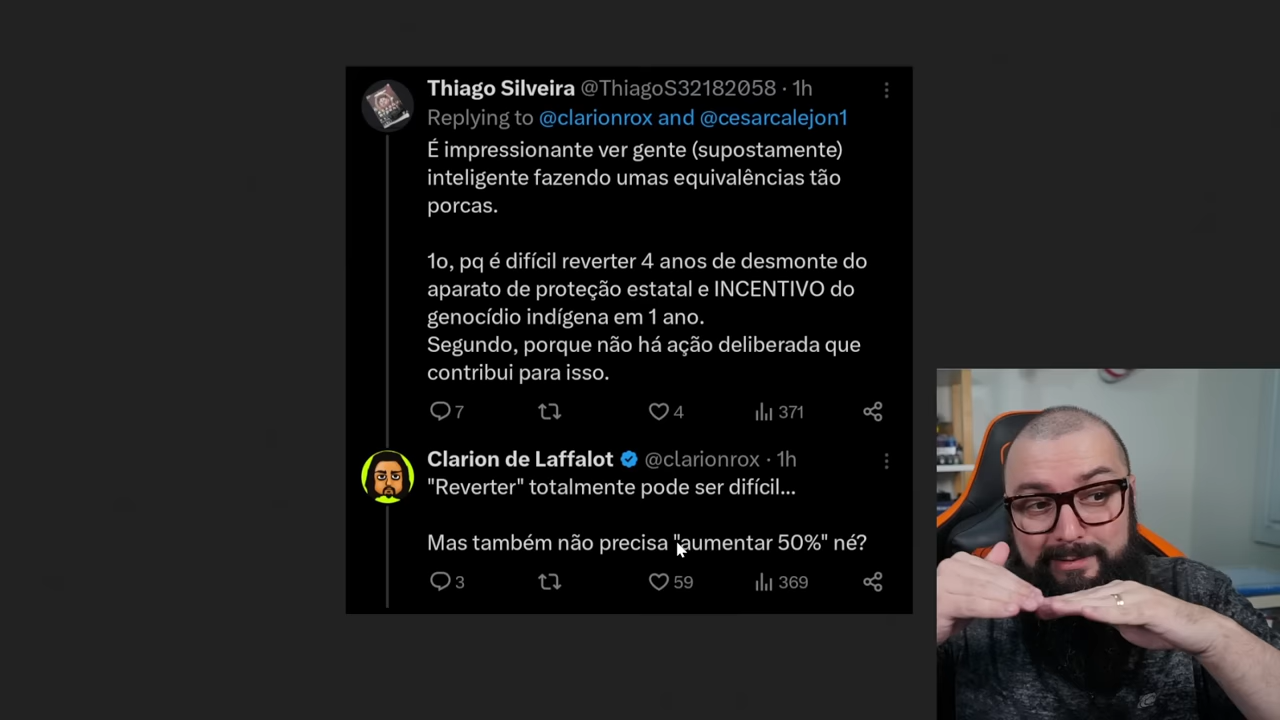 Thiago Silveira @ThiagoS32182058 · 1h
Replying to @clarionrox and @cesarcalejon1
É impressionante ver gente (supostamente)
inteligente fazendo umas equivalências tão
porcas.
1o, pq é difícil reverter 4 anos de desmonte do
aparato de proteção estatal e INCENTIVO do
genocídio indígena em 1 ano.
Segundo, porque não há ação deliberada que
contribui para isso.
7 4 371
Clarion de Laffalot @clarionrox · 1h
"Reverter" totalmente pode ser difícil...
Mas também não precisa "aumentar 50%" né?
3 59 369